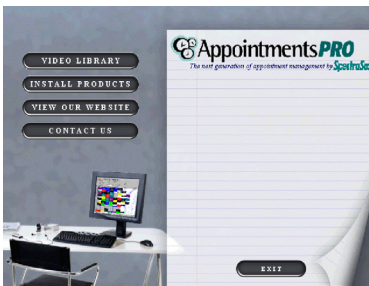 AppointmentsPRO
The next generation of appointment management by
VIDEO LIBRARY
INSTALL PRODUCTS
VIEW OUR WEBSITE
CONTACT US
EXIT